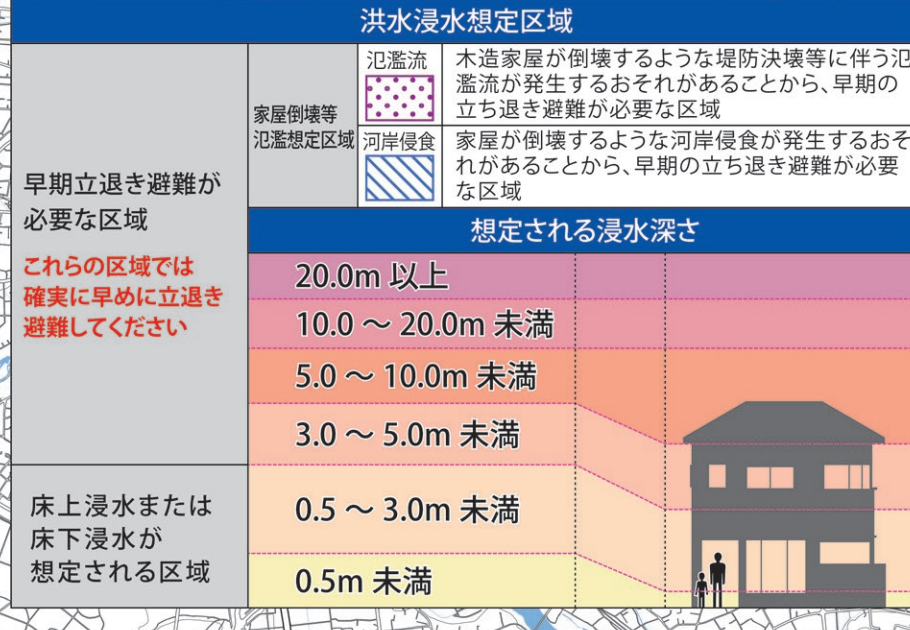 洪水浸水想定区域
早期立退き避難が
必要な区域
これらの区域では
確実に早めに立退き
避難してください
家屋倒壊等
氾濫想定区域
氾濫流
木造家屋が倒壊するような堤防決壊等に伴う氾
濫流が発生するおそれがあることから、早期の
立ち退き避難が必要な区域
河岸侵食
家屋が倒壊するような河岸侵食が発生するおそ
れがあることから、早期の立ち退き避難が必要
な区域
想定される浸水深さ
20.0m 以上
10.0 ～ 20.0m 未満
5.0 ～ 10.0m 未満
3.0 ～ 5.0m 未満
床上浸水または
床下浸水が
想定される区域
0.5 ～ 3.0m 未満
0.5m 未満